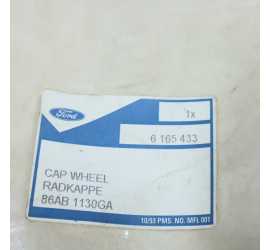 Ford
1x
6 165 433
CAP WHEEL
RADKAPPE
86AB 1130GA
10/93 PMS. NO. MFL 001